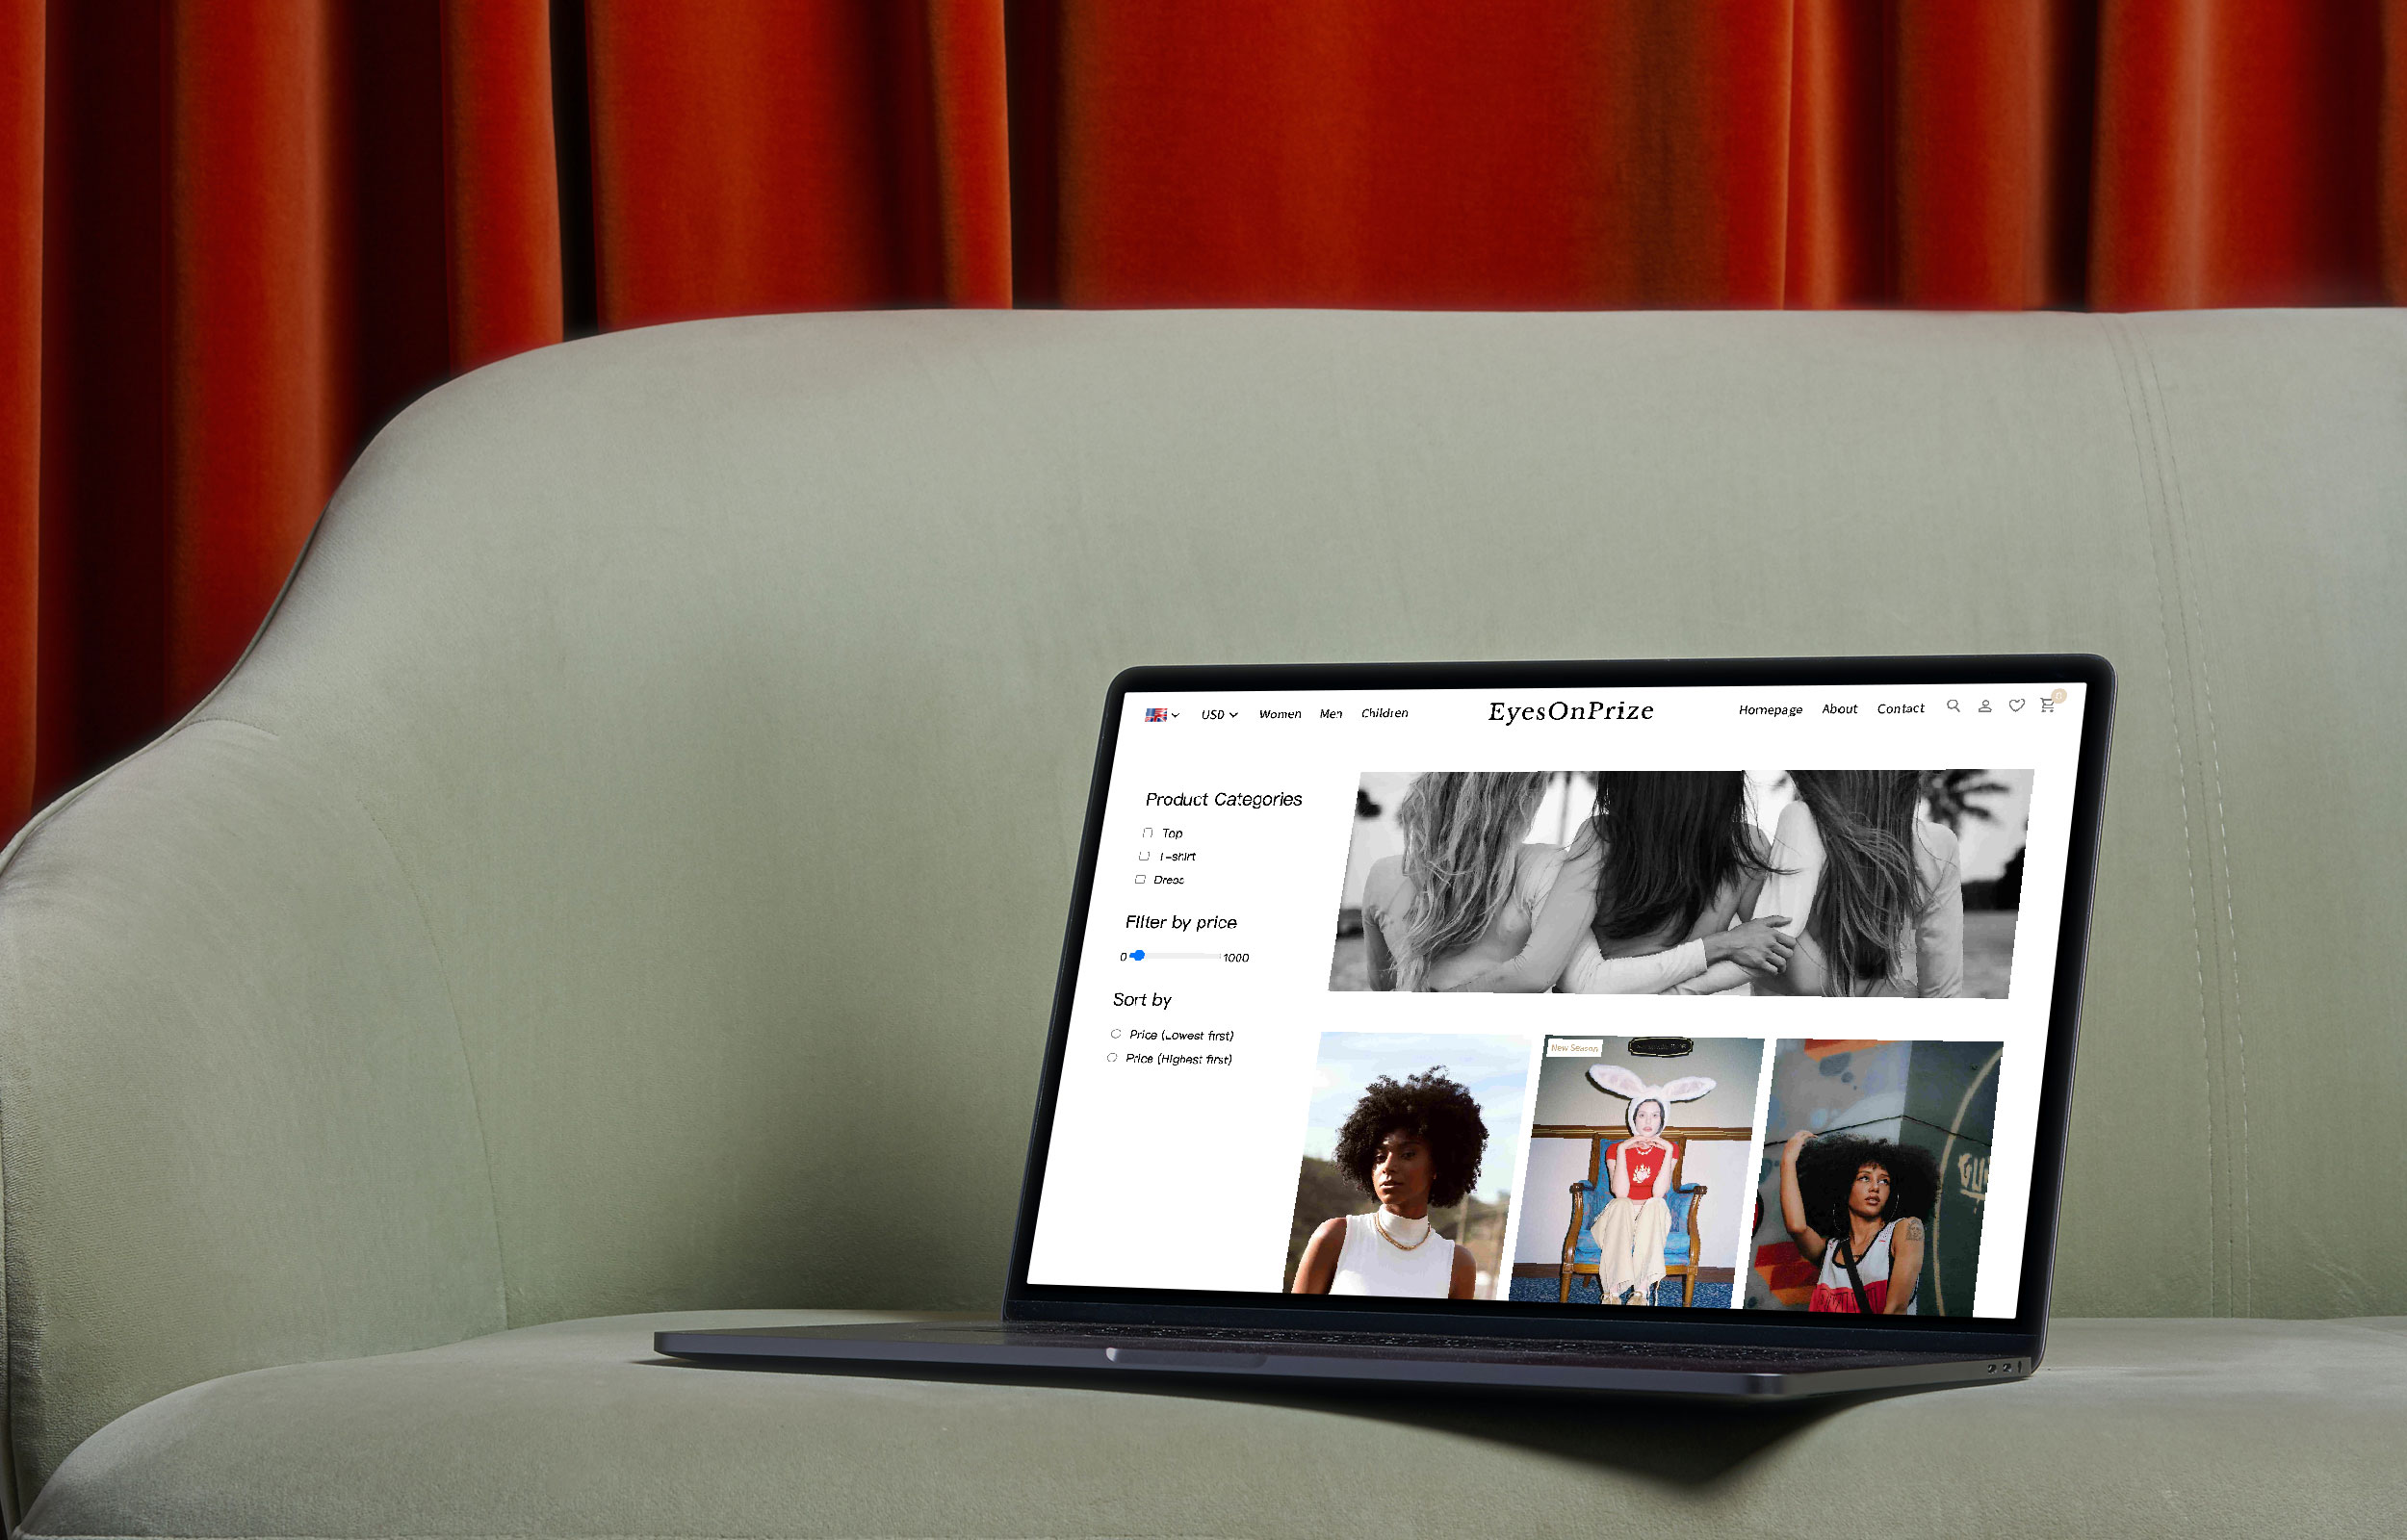 USD Women Men Children EyesOnPrize Homepage About Contact 0
Product Categories
Top
T-shirt
Dress
Filter by price
0 1000
Sort by
Price (Lowest first)
Price (Highest first)
New Season